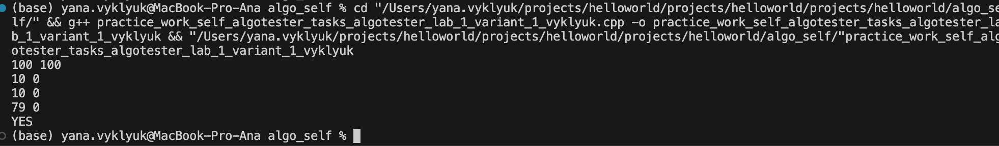 (base) yana.vyklyuk@MacBook-Pro-Ana algo_self % cd "/Users/yana.vyklyuk/projects/helloworld/projects/helloworld/projects/helloworld/algo_se
lf/" && g++ practice_work_self_algotester_tasks_algotester_lab_1_variant_1_vyklyuk.cpp -o practice_work_self_algotester_tasks_algotester_la
b_1_variant_1_vyklyuk && "/Users/yana.vyklyuk/projects/helloworld/projects/helloworld/projects/helloworld/algo_self/"practice_work_self_alg
otester_tasks_algotester_lab_1_variant_1_vyklyuk
100 100
10 0
10 0
79 0
YES
(base) yana.vyklyuk@MacBook-Pro-Ana algo_self %